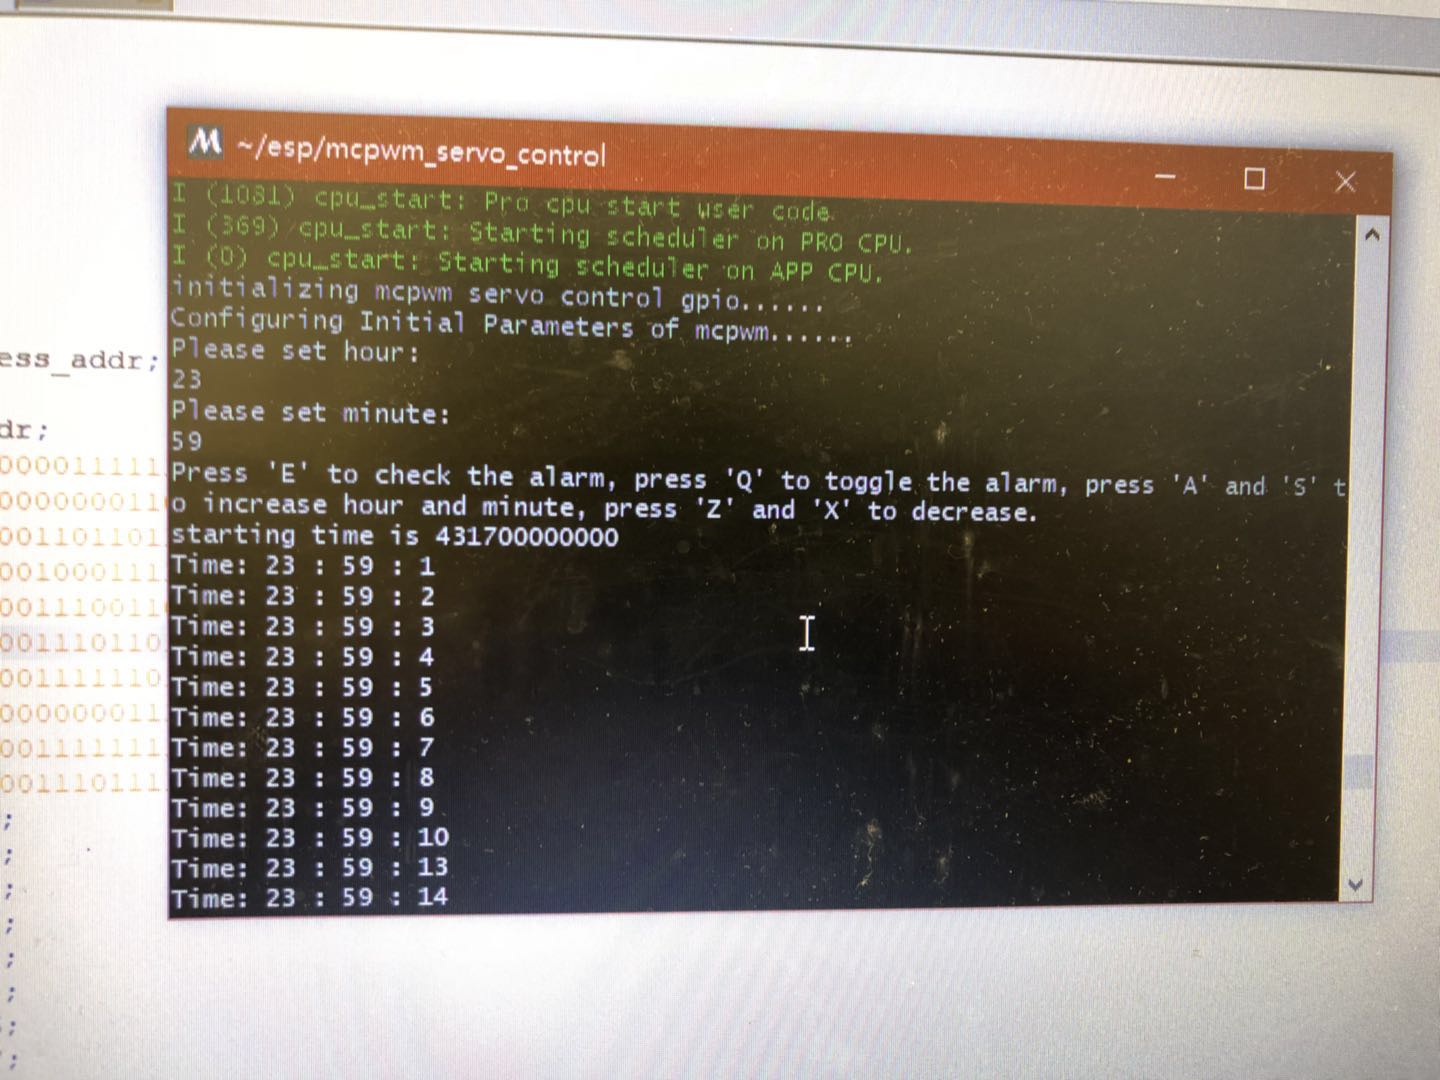 ~/esp/mcpwm_servo_control
I (1081) cpu_start: Pro cpu start user code
I (369) cpu_start: Starting scheduler on PRO CPU.
I (0) cpu_start: Starting scheduler on APP CPU.
initializing mcpwm servo control gpio......
Configuring Initial Parameters of mcpwm......
Please set hour:
23
Please set minute:
59
Press 'E' to check the alarm, press 'Q' to toggle the alarm, press 'A' and 'S' t
o increase hour and minute, press 'Z' and 'X' to decrease.
starting time is 431700000000
Time: 23 : 59 : 1
Time: 23 : 59 : 2
Time: 23 : 59 : 3
Time: 23 : 59 : 4
Time: 23 : 59 : 5
Time: 23 : 59 : 6
Time: 23 : 59 : 7
Time: 23 : 59 : 8
Time: 23 : 59 : 9
Time: 23 : 59 : 10
Time: 23 : 59 : 13
Time: 23 : 59 : 14
ess_addr;
dr;
000011111
000000011
001101101
001000111
001110011
001110110
001111110
000000011
001111111
001110111
;
;
;
;
;
;
;
;